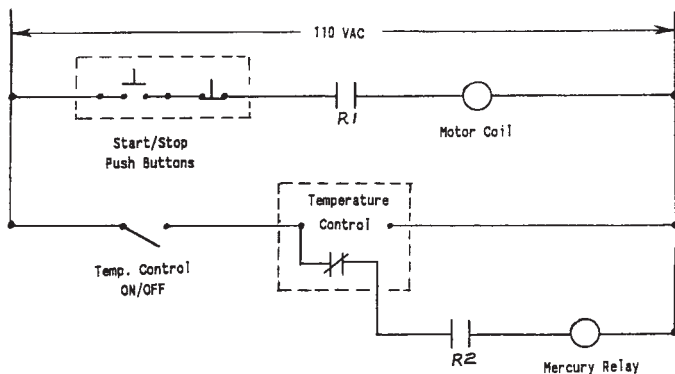 110 VAC
R1
Start/Stop
Push Buttons
Motor Coil
Temperature
Control
Temp. Control
ON/OFF
R2
Mercury Relay